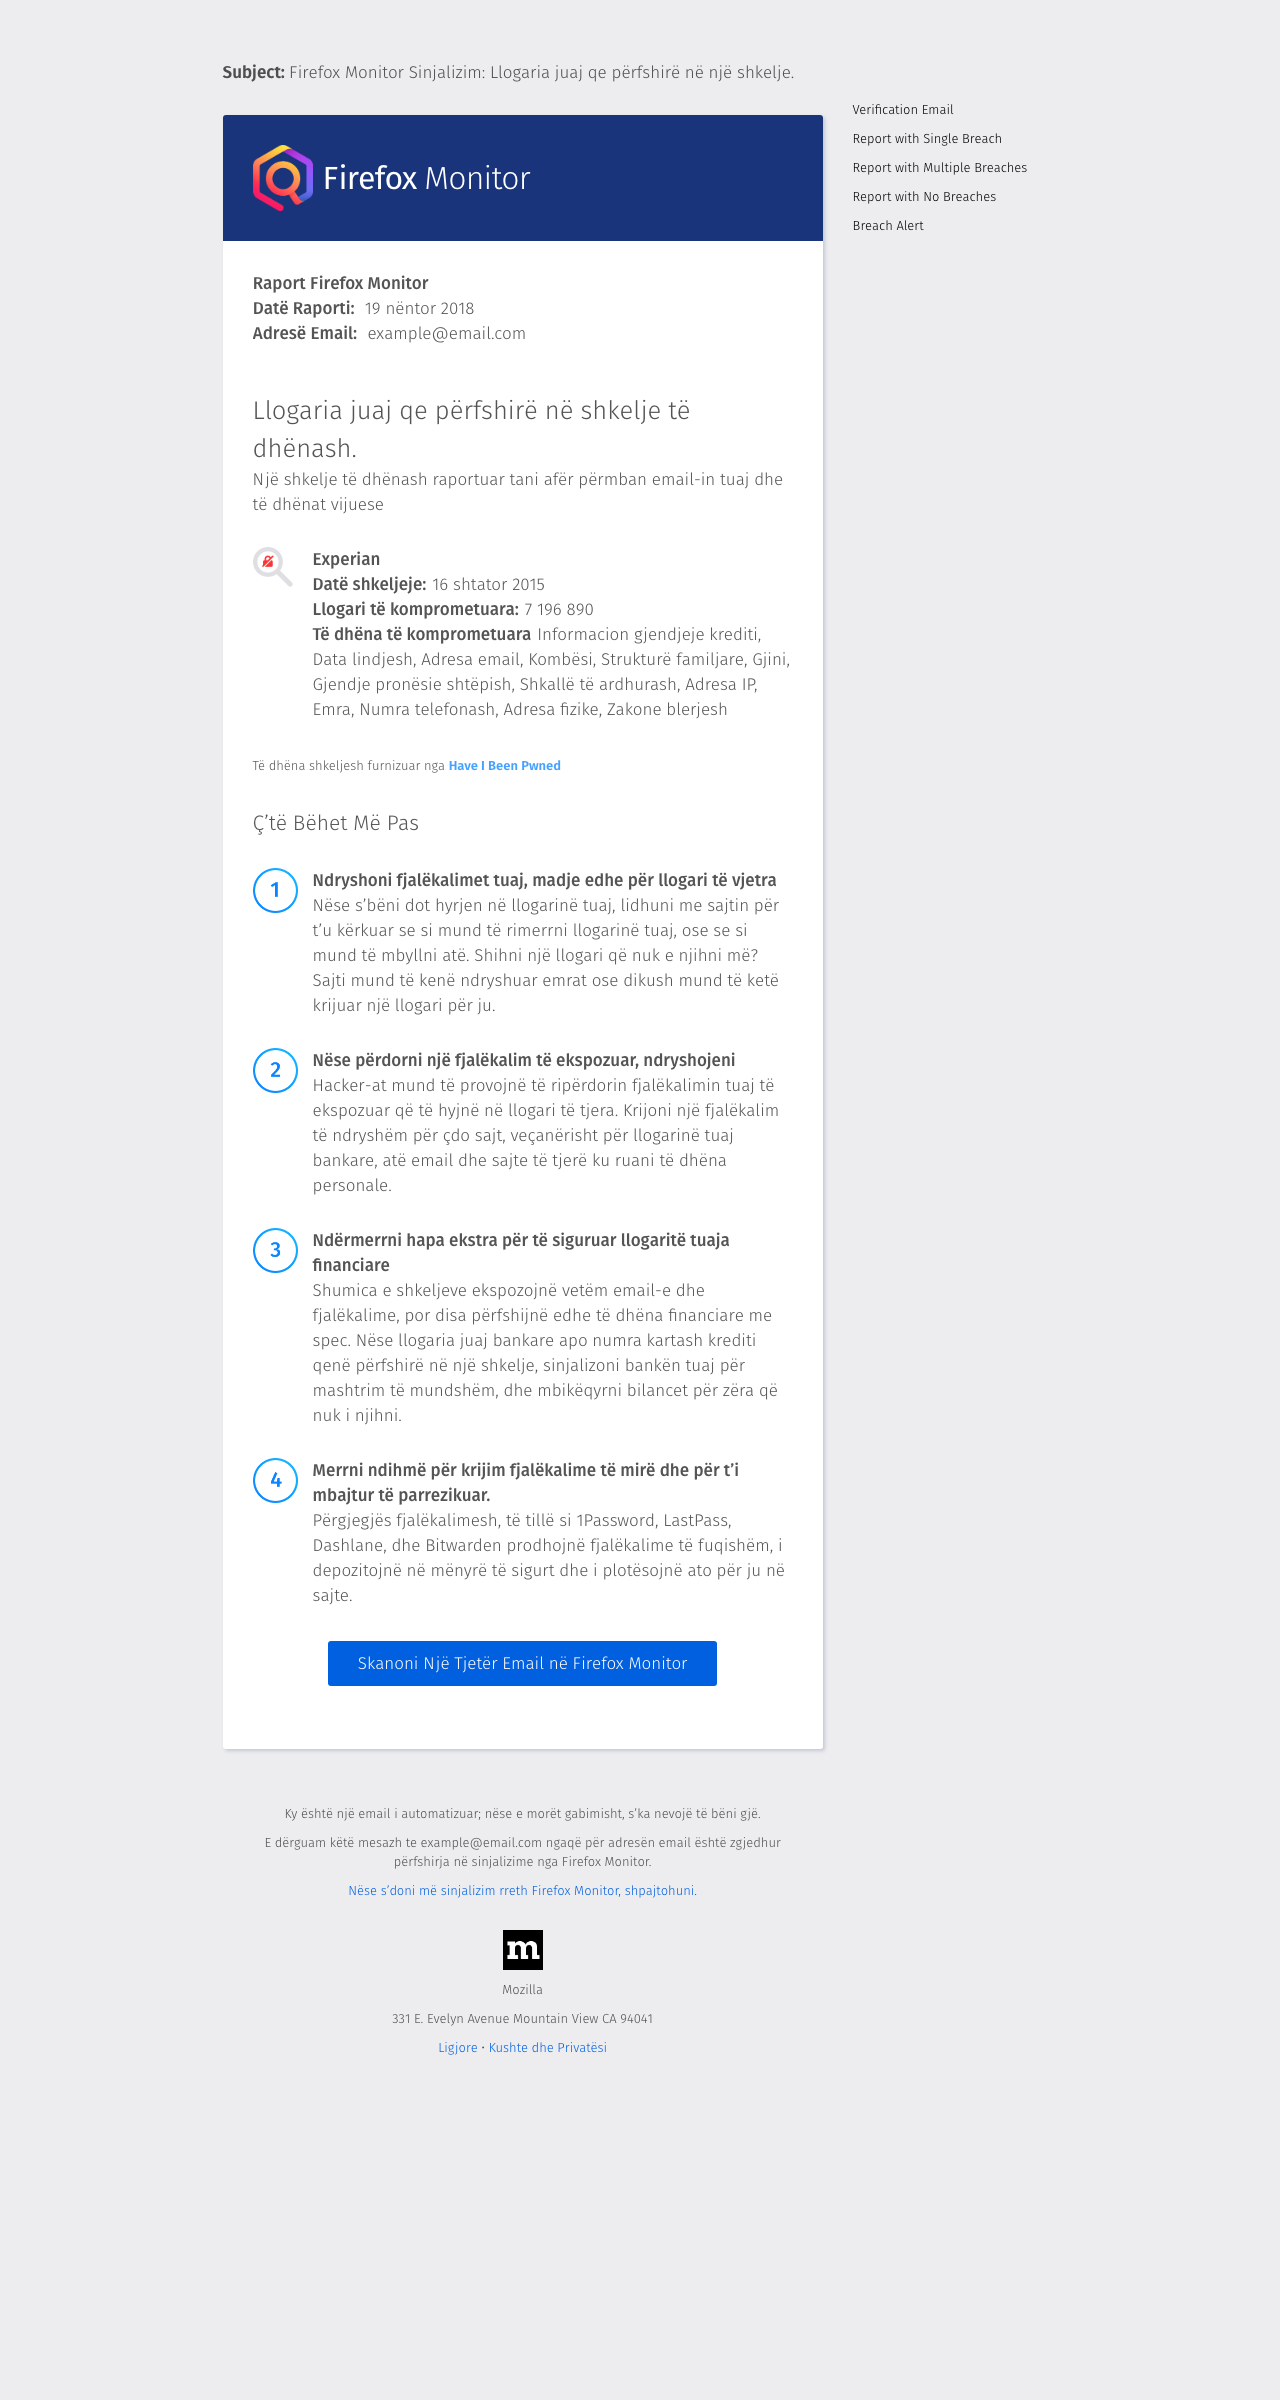 Subject: Firefox Monitor Sinjalizim: Llogaria juaj qe përfshirë në një shkelje.
Verification Email
Report with Single Breach
Report with Multiple Breaches
Report with No Breaches
Breach Alert
Firefox Monitor
Raport Firefox Monitor
Datë Raporti: 19 nëntor 2018
Adresë Email: example@email.com
Llogaria juaj qe përfshirë në shkelje të
dhënash.
Një shkelje të dhënash raportuar tani afër përmban email-in tuaj dhe
të dhënat vijuese
Experian
Datë shkeljeje: 16 shtator 2015
Llogari të komprometuara: 7 196 890
Të dhëna të komprometuara Informacion gjendjeje krediti,
Data lindjesh, Adresa email, Kombësi, Strukturë familjare, Gjini,
Gjendje pronësie shtëpish, Shkallë të ardhurash, Adresa IP,
Emra, Numra telefonash, Adresa fizike, Zakone blerjesh
Të dhëna shkeljesh furnizuar nga Have I Been Pwned
Ç’të Bëhet Më Pas
1
Ndryshoni fjalëkalimet tuaj, madje edhe për llogari të vjetra
Nëse s’bëni dot hyrjen në llogarinë tuaj, lidhuni me sajtin për
t’u kërkuar se si mund të rimerrni llogarinë tuaj, ose se si
mund të mbyllni atë. Shihni një llogari që nuk e njihni më?
Sajti mund të kenë ndryshuar emrat ose dikush mund të ketë
krijuar një llogari për ju.
2
Nëse përdorni një fjalëkalim të ekspozuar, ndryshojeni
Hacker-at mund të provojnë të ripërdorin fjalëkalimin tuaj të
ekspozuar që të hyjnë në llogari të tjera. Krijoni një fjalëkalim
të ndryshëm për çdo sajt, veçanërisht për llogarinë tuaj
bankare, atë email dhe sajte të tjerë ku ruani të dhëna
personale.
3
Ndërmerrni hapa ekstra për të siguruar llogaritë tuaja
financiare
Shumica e shkeljeve ekspozojnë vetëm email-e dhe
fjalëkalime, por disa përfshijnë edhe të dhëna financiare me
spec. Nëse llogaria juaj bankare apo numra kartash krediti
qenë përfshirë në një shkelje, sinjalizoni bankën tuaj për
mashtrim të mundshëm, dhe mbikëqyrni bilancet për zëra që
nuk i njihni.
4
Merrni ndihmë për krijim fjalëkalime të mirë dhe për t’i
mbajtur të parrezikuar.
Përgjegjës fjalëkalimesh, të tillë si 1Password, LastPass,
Dashlane, dhe Bitwarden prodhojnë fjalëkalime të fuqishëm, i
depozitojnë në mënyrë të sigurt dhe i plotësojnë ato për ju në
sajte.
Skanoni Një Tjetër Email në Firefox Monitor
Ky është një email i automatizuar; nëse e morët gabimisht, s’ka nevojë të bëni gjë.
E dërguam këtë mesazh te example@email.com ngaqë për adresën email është zgjedhur
përfshirja në sinjalizime nga Firefox Monitor.
Nëse s’doni më sinjalizim rreth Firefox Monitor, shpajtohuni.
m
Mozilla
331 E. Evelyn Avenue Mountain View CA 94041
Ligjore · Kushte dhe Privatësi